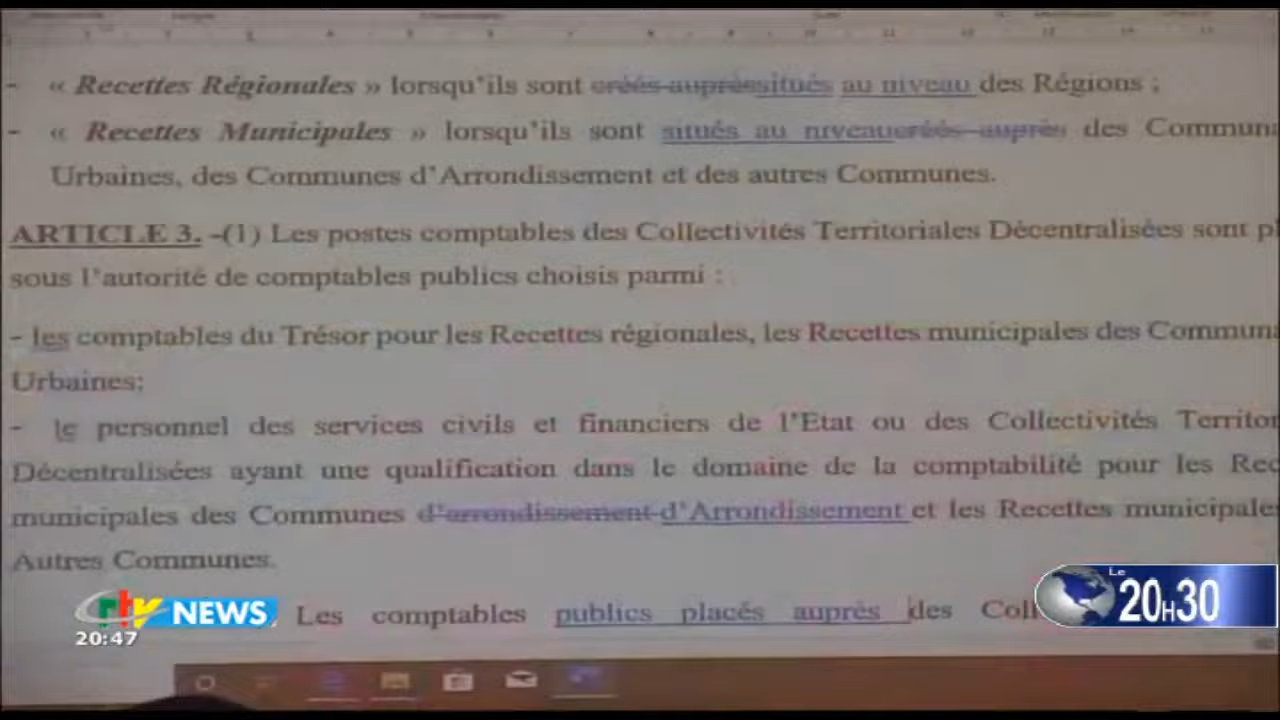 - « Recettes Régionales » lorsqu'ils sont créés auprèssitués au niveau des Régions ;
- « Recettes Municipales » lorsqu'ils sont situés au niveaucréés auprès des Commun
Urbaines, des Communes d'Arrondissement et des autres Communes.
ARTICLE 3. -(1) Les postes comptables des Collectivités Territoriales Décentralisées sont pl
sous l'autorité de comptables publics choisis parmi :
- les comptables du Trésor pour les Recettes régionales, les Recettes municipales des Commun
Urbaines;
- le personnel des services civils et financiers de l'Etat ou des Collectivités Territor
Décentralisées ayant une qualification dans le domaine de la comptabilité pour les Rec
municipales des Communes d'arrondissement d'Arrondissement et les Recettes municipales
Autres Communes.
Les comptables publics placés auprès des Coll
rtv NEWS
20:47
Le 20H30